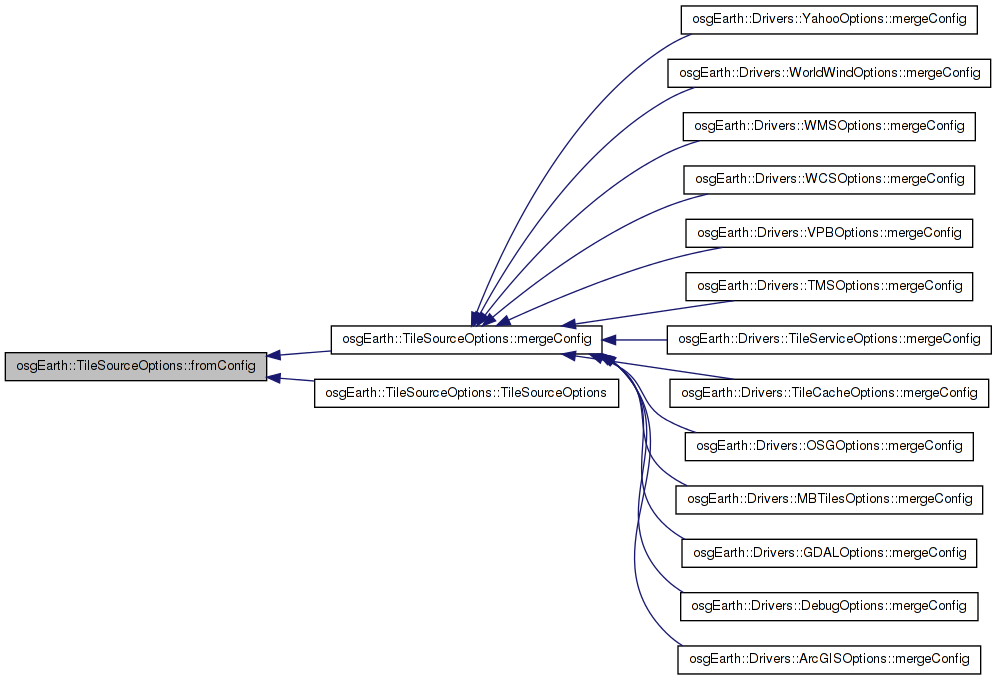 osgEarth::Drivers::YahooOptions::mergeConfig
osgEarth::Drivers::WorldWindOptions::mergeConfig
osgEarth::Drivers::WMSOptions::mergeConfig
osgEarth::Drivers::WCSOptions::mergeConfig
osgEarth::Drivers::VPBOptions::mergeConfig
osgEarth::Drivers::TMSOptions::mergeConfig
osgEarth::TileSourceOptions::mergeConfig
osgEarth::Drivers::TileServiceOptions::mergeConfig
osgEarth::TileSourceOptions::fromConfig
osgEarth::TileSourceOptions::TileSourceOptions
osgEarth::Drivers::TileCacheOptions::mergeConfig
osgEarth::Drivers::OSGOptions::mergeConfig
osgEarth::Drivers::MBTilesOptions::mergeConfig
osgEarth::Drivers::GDALOptions::mergeConfig
osgEarth::Drivers::DebugOptions::mergeConfig
osgEarth::Drivers::ArcGISOptions::mergeConfig